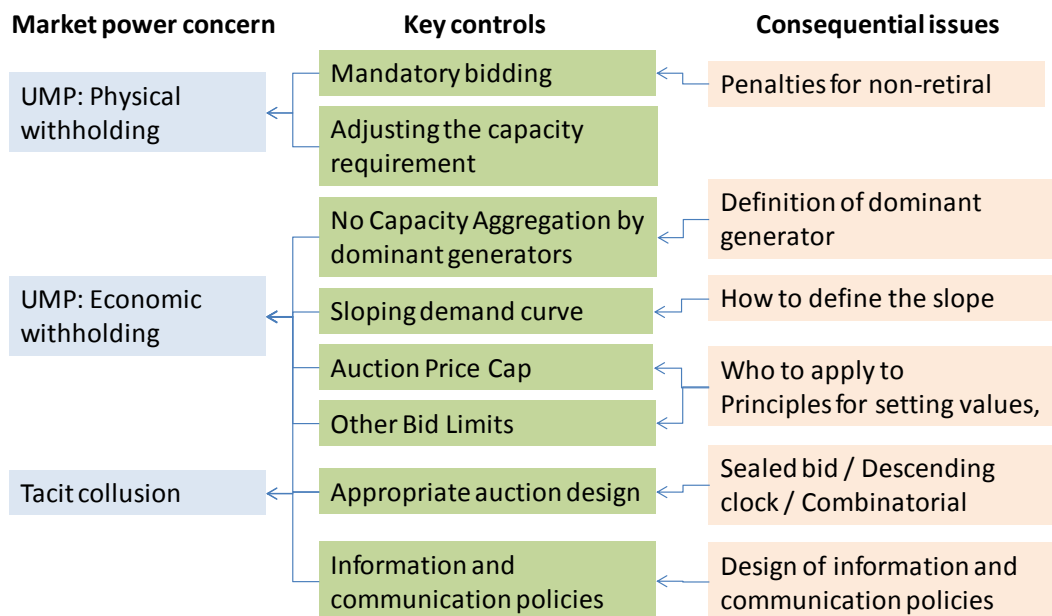 Market power concern
Key controls
Consequential issues
UMP: Physical
withholding
Mandatory bidding
Penalties for non-retiral
Adjusting the capacity
requirement
No Capacity Aggregation by
dominant generators
Definition of dominant
generator
UMP: Economic
withholding
Sloping demand curve
How to define the slope
Auction Price Cap
Who to apply to
Principles for setting values,
Other Bid Limits
Tacit collusion
Appropriate auction design
Sealed bid / Descending
clock / Combinatorial
Information and
communication policies
Design of information and
communication policies